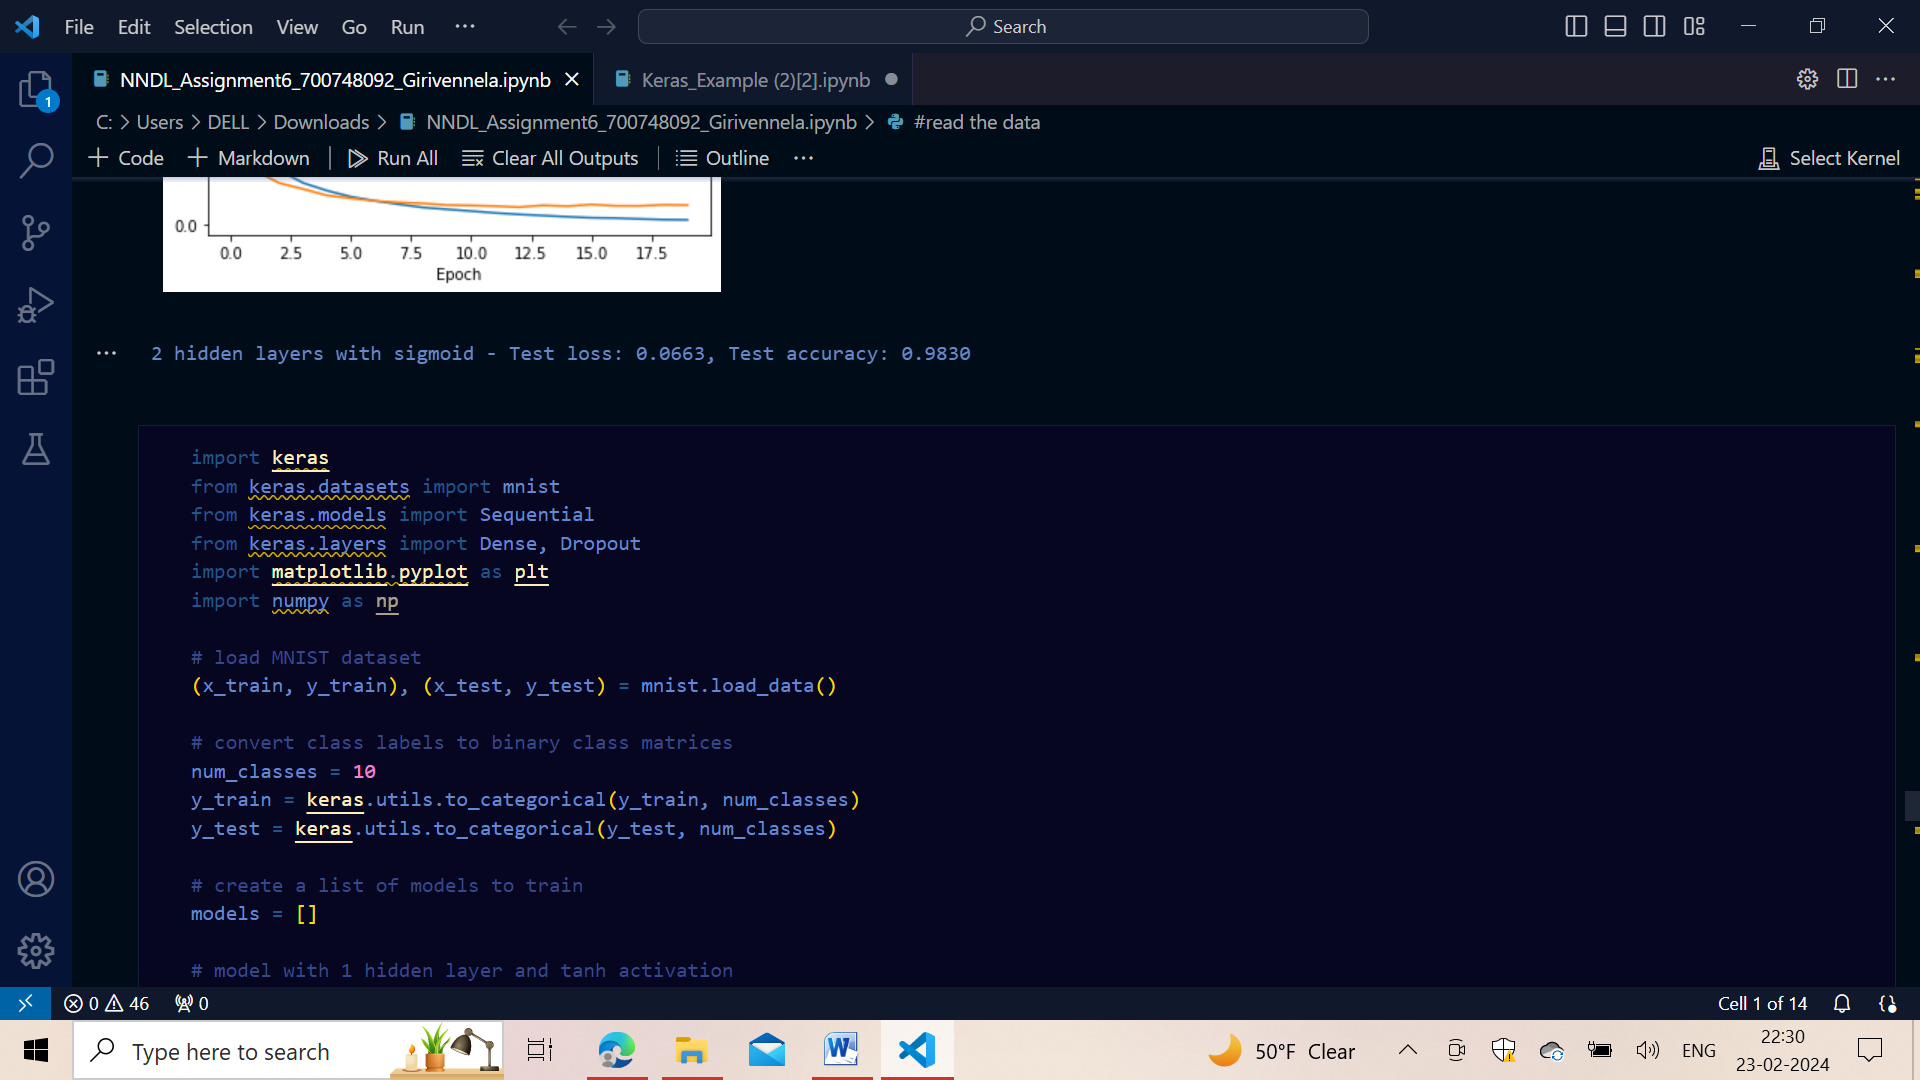 File Edit Selection View Go Run ... Search
NNDL_Assignment6_700748092_Girivennela.ipynb Keras_Example (2)[2].ipynb
C: > Users > DELL > Downloads > NNDL_Assignment6_700748092_Girivennela.ipynb > #read the data
+ Code + Markdown | Run All Clear All Outputs | Outline ... Select Kernel
1
0.0
0.0 2.5 5.0 7.5 10.0 12.5 15.0 17.5
Epoch
... 2 hidden layers with sigmoid - Test loss: 0.0663, Test accuracy: 0.9830
import keras
from keras.datasets import mnist
from keras.models import Sequential
from keras.layers import Dense, Dropout
import matplotlib.pyplot as plt
import numpy as np
# load MNIST dataset
(x_train, y_train), (x_test, y_test) = mnist.load_data()
# convert class labels to binary class matrices
num_classes = 10
y_train = keras.utils.to_categorical(y_train, num_classes)
y_test = keras.utils.to_categorical(y_test, num_classes)
# create a list of models to train
models = []
# model with 1 hidden layer and tanh activation
0 46 0 Cell 1 of 14
Type here to search W 50°F Clear ENG 22:30
23-02-2024